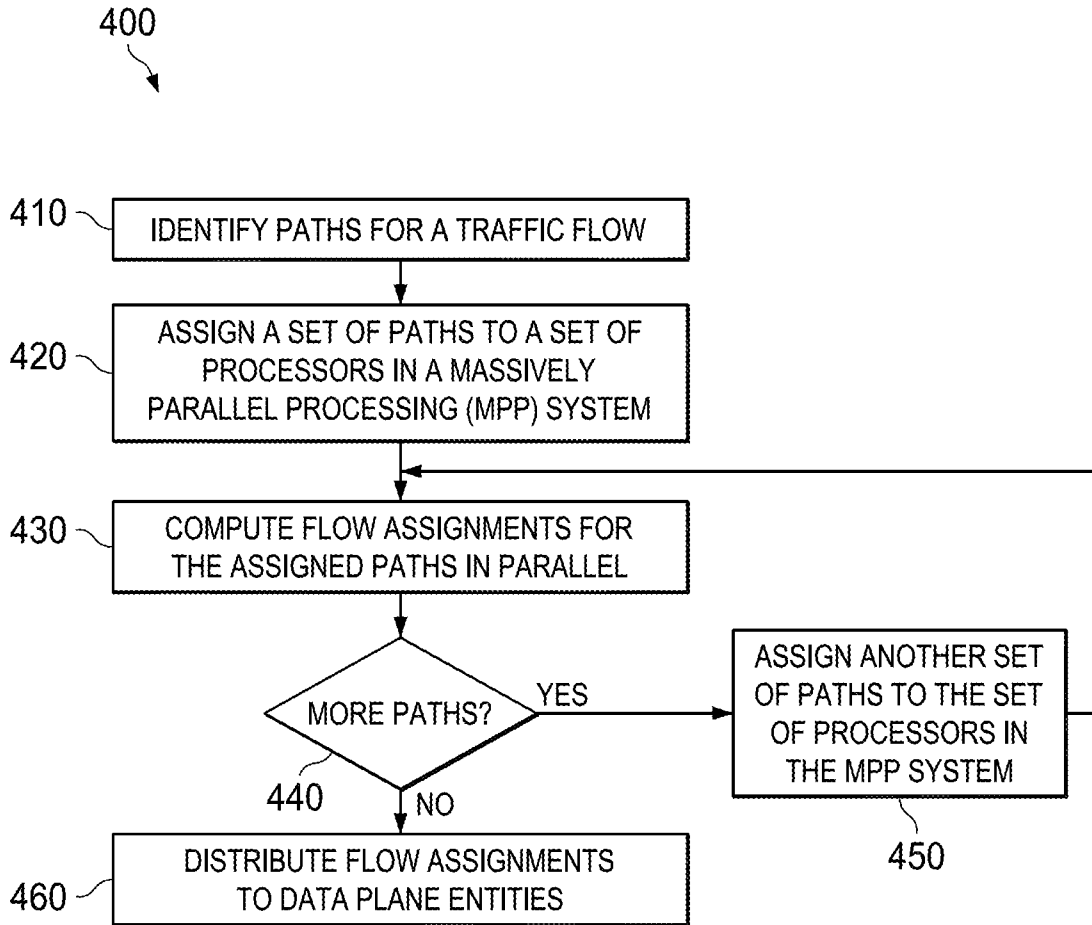 400
410
IDENTIFY PATHS FOR A TRAFFIC FLOW
420
ASSIGN A SET OF PATHS TO A SET OF
PROCESSORS IN A MASSIVELY
PARALLEL PROCESSING (MPP) SYSTEM
430
COMPUTE FLOW ASSIGNMENTS FOR
THE ASSIGNED PATHS IN PARALLEL
MORE PATHS?
YES
440
NO
ASSIGN ANOTHER SET
OF PATHS TO THE SET
OF PROCESSORS IN
THE MPP SYSTEM
450
460
DISTRIBUTE FLOW ASSIGNMENTS
TO DATA PLANE ENTITIES